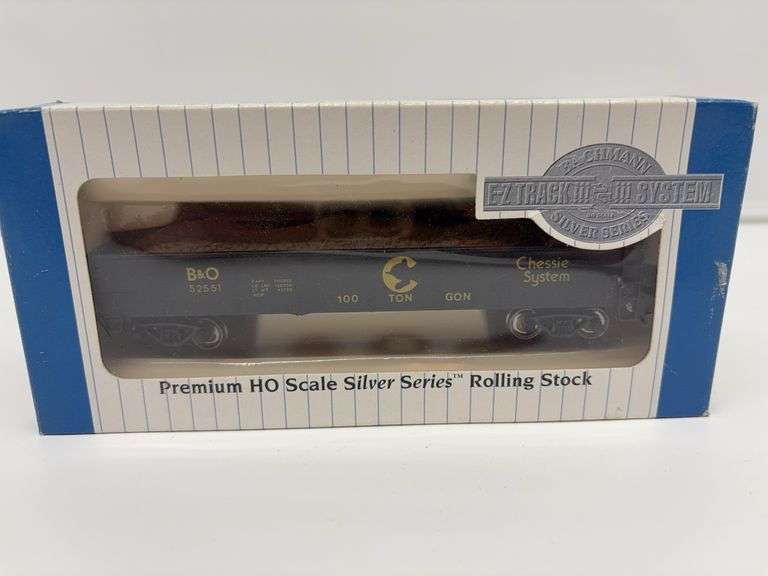 BACHMANN
E-Z TRACK SYSTEM
SILVER SERIES
B&O
52551
100 TON GON
Chessie
System
Premium HO Scale Silver Series™ Rolling Stock